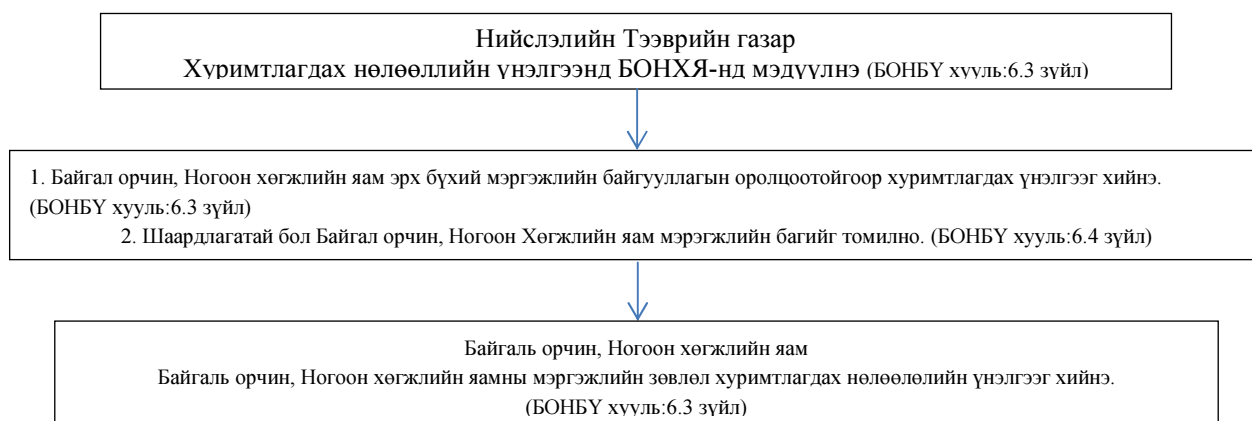 Нийслэлийн Тээврийн газар
Хуримтлагдах нөлөөллийн үнэлгээнд БОНХЯ-нд мэдүүлнэ (БОНБҮ хууль:6.3 зүйл)
1. Байгал орчин, Ногоон хөгжлийн яам эрх бүхий мэргэжлийн байгууллагын оролцоотойгоор хуримтлагдах үнэлгээг хийнэ.
(БОНБҮ хууль:6.3 зүйл)
2. Шаардлагатай бол Байгал орчин, Ногоон Хөгжлийн яам мэрэгжлийн багийг томилно. (БОНБҮ хууль:6.4 зүйл)
Байгаль орчин, Ногоон хөгжлийн яам
Байгаль орчин, Ногоон хөгжлийн яамны мэргэжлийн зөвлөл хуримтлагдах нөлөөлөлийн үнэлгээг хийнэ.
(БОНБҮ хууль:6.3 зүйл)